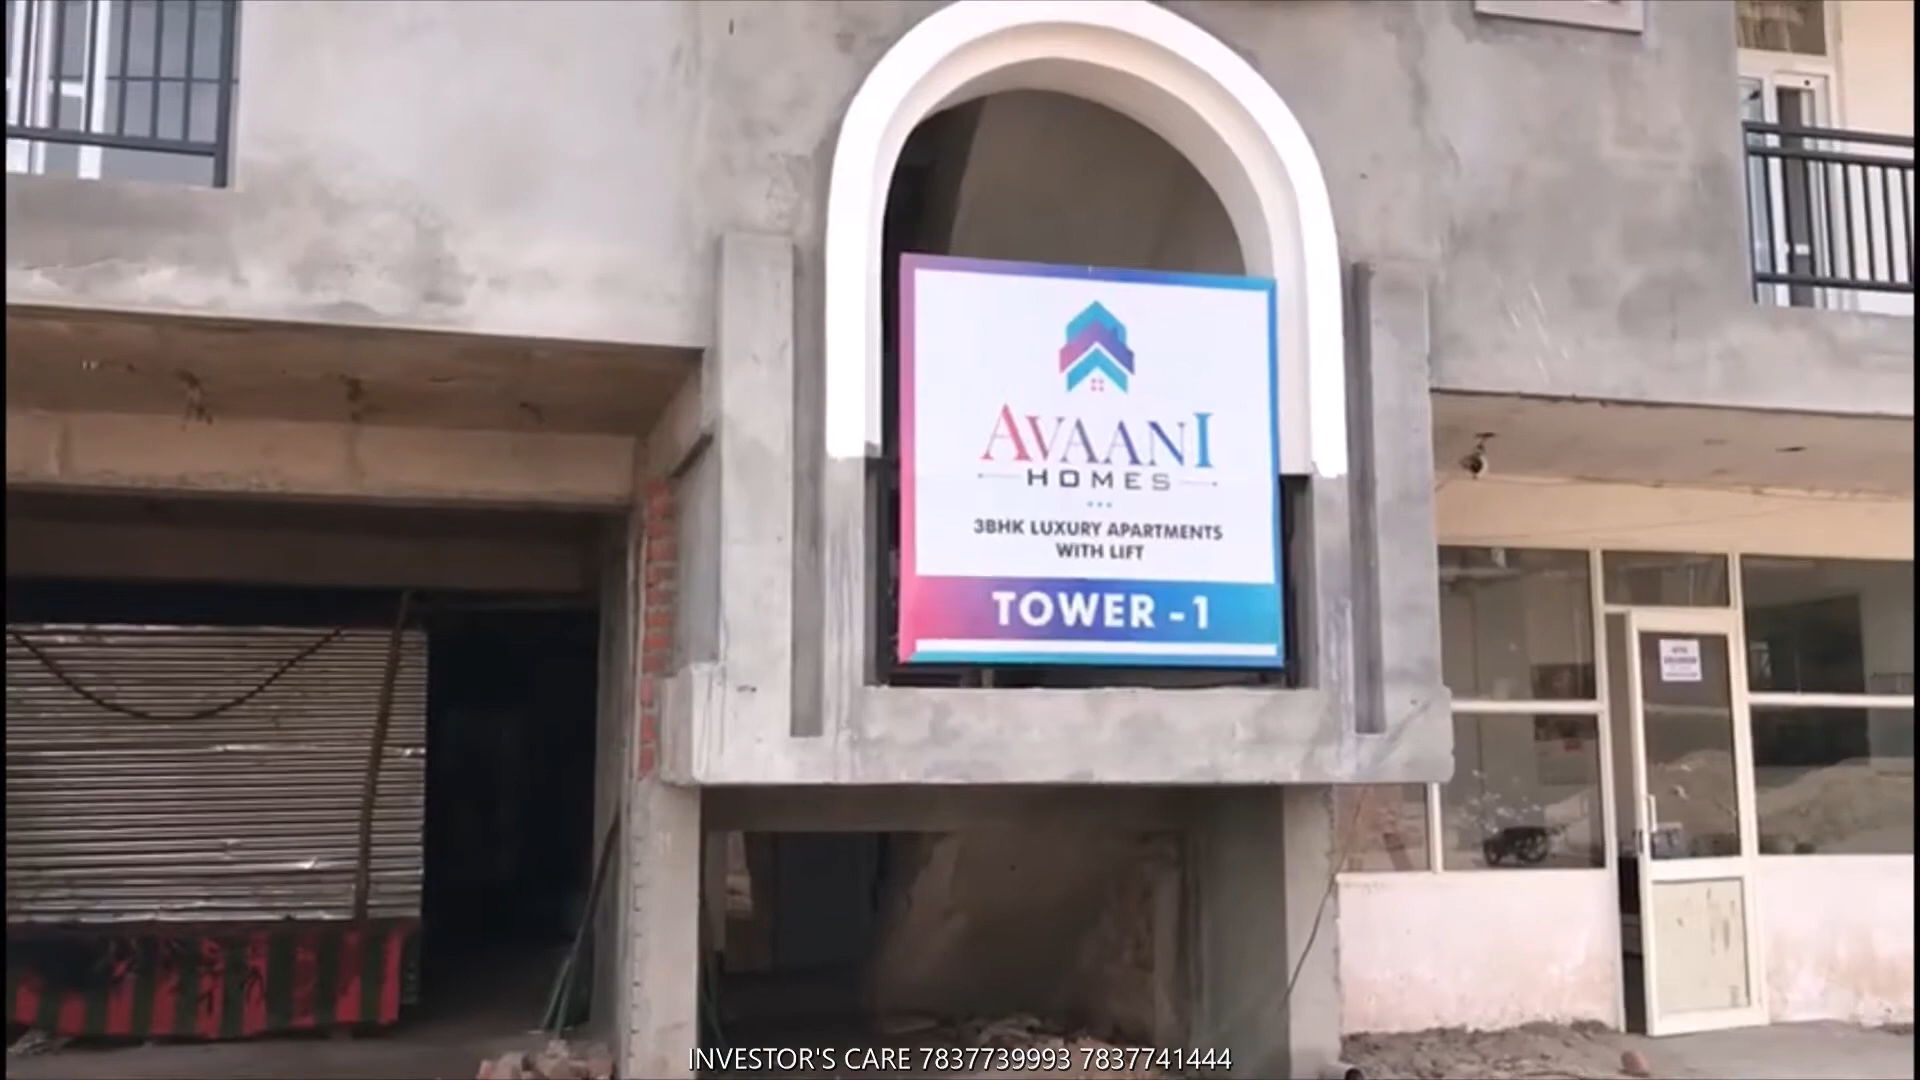 AVAANI
HOMES
3BHK LUXURY APARTMENTS
WITH LIFT
TOWER - 1
INVESTOR'S CARE 7837739993 7837741444